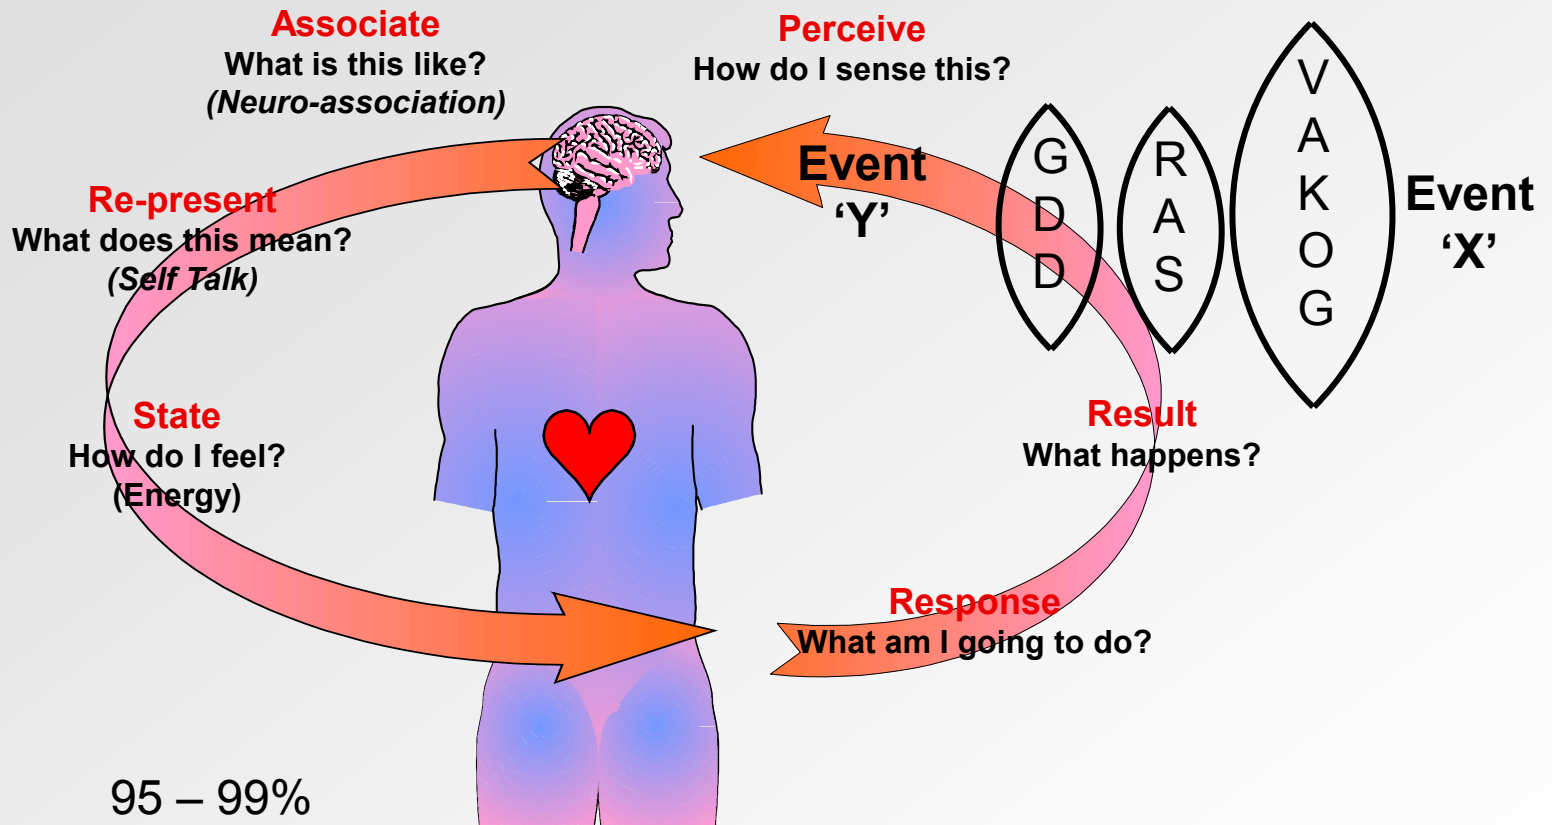 Associate
What is this like?
(Neuro-association)
Perceive
How do I sense this?
Event
‘Y’
G
D
D
R
A
S
V
A
K
O
G
Event
‘X’
Re-present
What does this mean?
(Self Talk)
State
How do I feel?
(Energy)
Result
What happens?
Response
What am I going to do?
95 – 99%